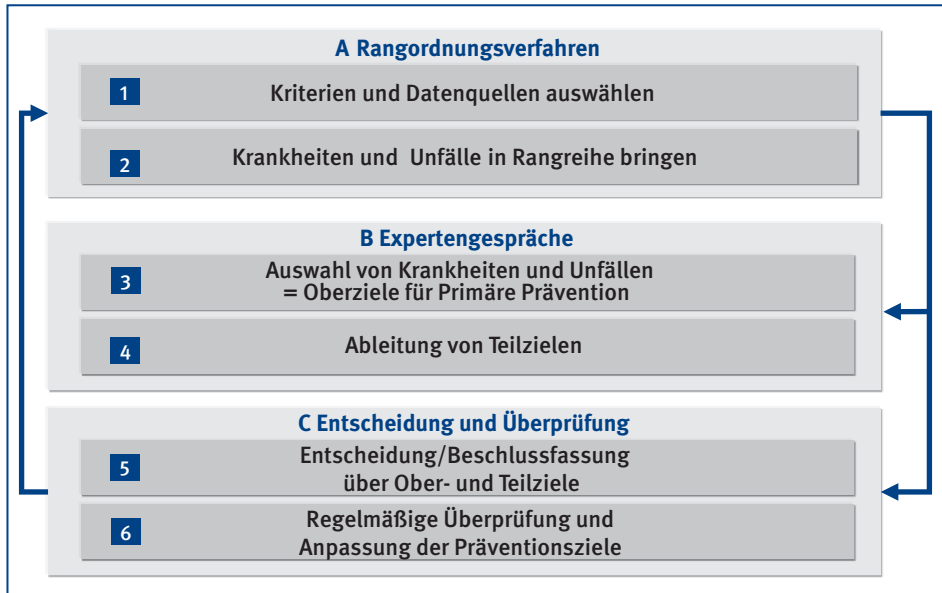 A Rangordnungsverfahren
1 Kriterien und Datenquellen auswählen
2 Krankheiten und Unfälle in Rangreihe bringen
B Expertengespräche
3 Auswahl von Krankheiten und Unfällen
= Oberziele für Primäre Prävention
4 Ableitung von Teilzielen
C Entscheidung und Überprüfung
5 Entscheidung/Beschlussfassung
über Ober- und Teilziele
6 Regelmäßige Überprüfung und
Anpassung der Präventionsziele